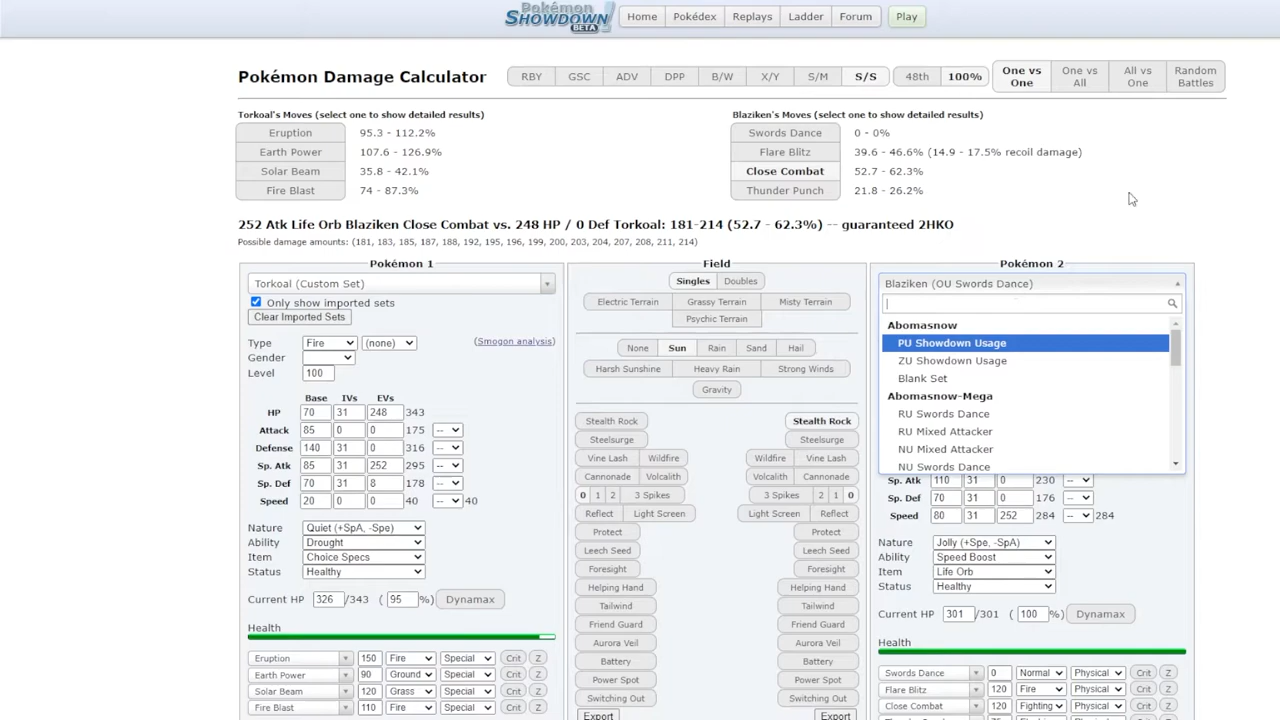 Pokémon
SHOWDOWN!
BETA
Home Pokédex Replays Ladder Forum Play
Pokémon Damage Calculator
RBY GSC ADV DPP B/W X/Y S/M S/S 48th 100%
One vs One
One vs All
All vs One
Random Battles
Torkoal's Moves (select one to show detailed results)
Eruption 95.3 - 112.2%
Earth Power 107.6 - 126.9%
Solar Beam 35.8 - 42.1%
Fire Blast 74 - 87.3%
Blaziken's Moves (select one to show detailed results)
Swords Dance 0 - 0%
Flare Blitz 39.6 - 46.6% (14.9 - 17.5% recoil damage)
Close Combat 52.7 - 62.3%
Thunder Punch 21.8 - 26.2%
252 Atk Life Orb Blaziken Close Combat vs. 248 HP / 0 Def Torkoal: 181-214 (52.7 - 62.3%) -- guaranteed 2HKO
Possible damage amounts: (181, 183, 185, 187, 188, 192, 195, 196, 199, 200, 203, 204, 207, 208, 211, 214)
Pokémon 1
Torkoal (Custom Set)
Only show imported sets
Clear Imported Sets
Type Fire (none) (Smogon analysis)
Gender
Level 100
Base IVs EVs
HP 70 31 248 343
Attack 85 0 0 175 --
Defense 140 31 0 316 --
Sp. Atk 85 31 252 295 --
Sp. Def 70 31 8 178 --
Speed 20 0 0 40 -- 40
Nature Quiet (+SpA, -Spe)
Ability Drought
Item Choice Specs
Status Healthy
Current HP 326 /343 ( 95 %) Dynamax
Health
Eruption 150 Fire Special Crit Z
Earth Power 90 Ground Special Crit Z
Solar Beam 120 Grass Special Crit Z
Fire Blast 110 Fire Special Crit Z
Field
Singles Doubles
Electric Terrain Grassy Terrain Misty Terrain
Psychic Terrain
None Sun Rain Sand Hail
Harsh Sunshine Heavy Rain Strong Winds
Gravity
Stealth Rock Stealth Rock
Steelsurge Steelsurge
Vine Lash Wildfire Wildfire Vine Lash
Cannonade Volcalith Volcalith Cannonade
0 1 2 3 Spikes 3 Spikes 2 1 0
Reflect Light Screen Light Screen Reflect
Protect Protect
Leech Seed Leech Seed
Foresight Foresight
Helping Hand Helping Hand
Tailwind Tailwind
Friend Guard Friend Guard
Aurora Veil Aurora Veil
Battery Battery
Power Spot Power Spot
Switching Out Switching Out
Export Export
Pokémon 2
Blaziken (OU Swords Dance)
Abomasnow
PU Showdown Usage
ZU Showdown Usage
Blank Set
Abomasnow-Mega
RU Swords Dance
RU Mixed Attacker
NU Mixed Attacker
NU Swords Dance
Sp. Atk 110 31 0 230 --
Sp. Def 70 31 0 176 --
Speed 80 31 252 284 -- 284
Nature Jolly (+Spe, -SpA)
Ability Speed Boost
Item Life Orb
Status Healthy
Current HP 301 /301 ( 100 %) Dynamax
Health
Swords Dance 0 Normal Physical Crit Z
Flare Blitz 120 Fire Physical Crit Z
Close Combat 120 Fighting Physical Crit Z